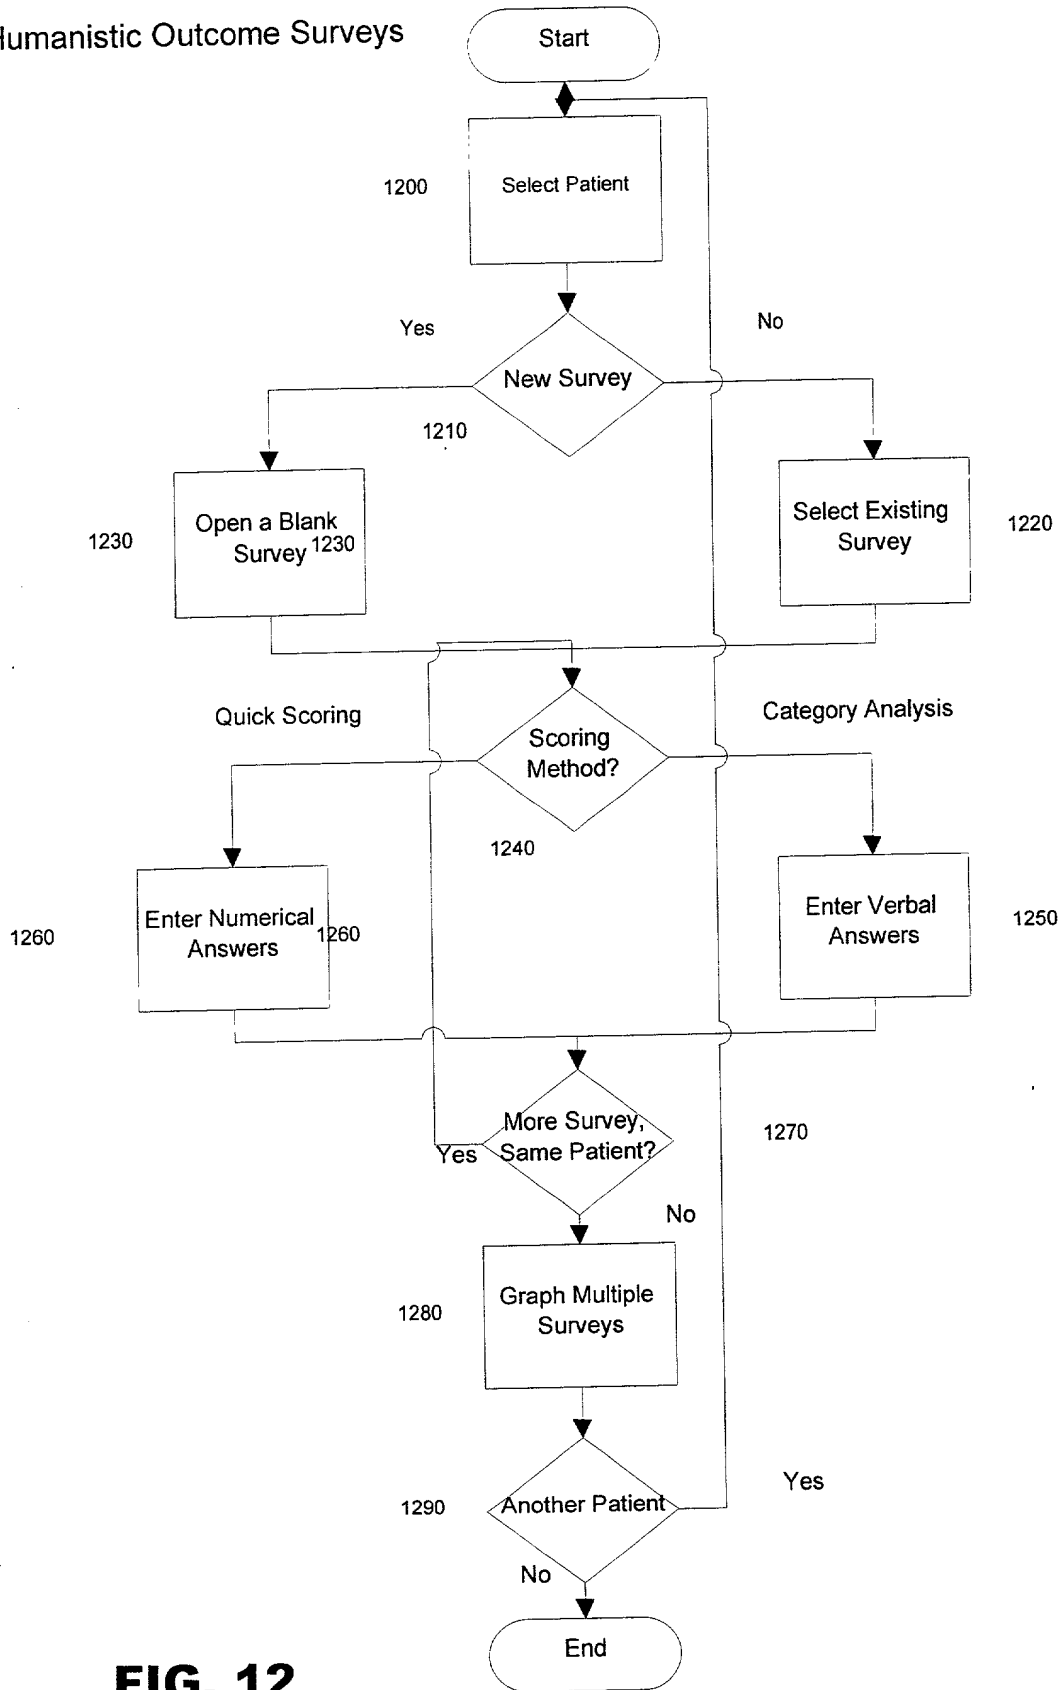 Humanistic Outcome Surveys
Start
1200
Select Patient
Yes
No
New Survey
1210
1230
Open a Blank
Survey 1230
Select Existing
Survey
1220
Quick Scoring
Category Analysis
Scoring
Method?
1240
1260
Enter Numerical
Answers
1260
Enter Verbal
Answers
1250
More Survey,
Same Patient?
Yes
1270
No
1280
Graph Multiple
Surveys
1290
Another Patient
Yes
No
End
FIG. 12